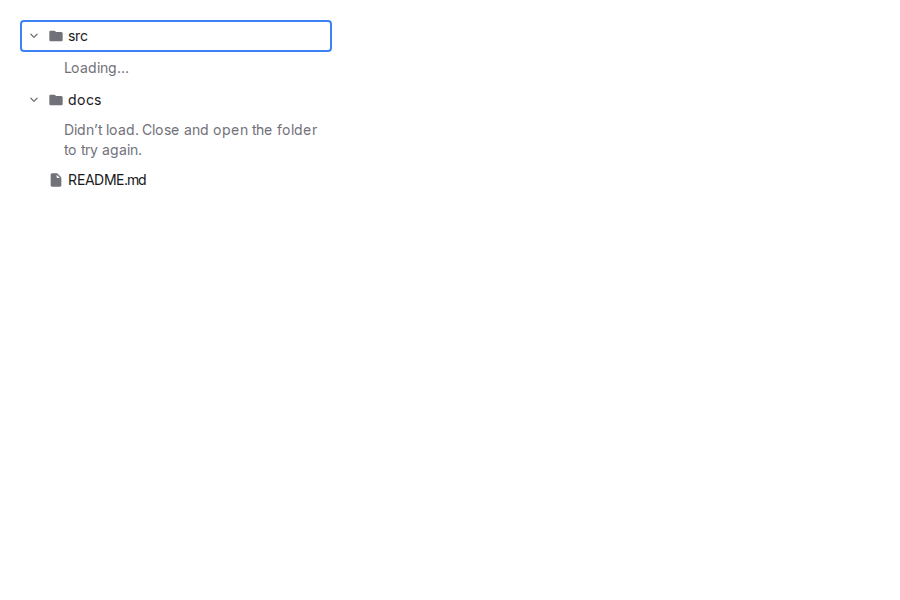 src
Loading…
docs
Didn’t load. Close and open the folder
to try again.
README.md